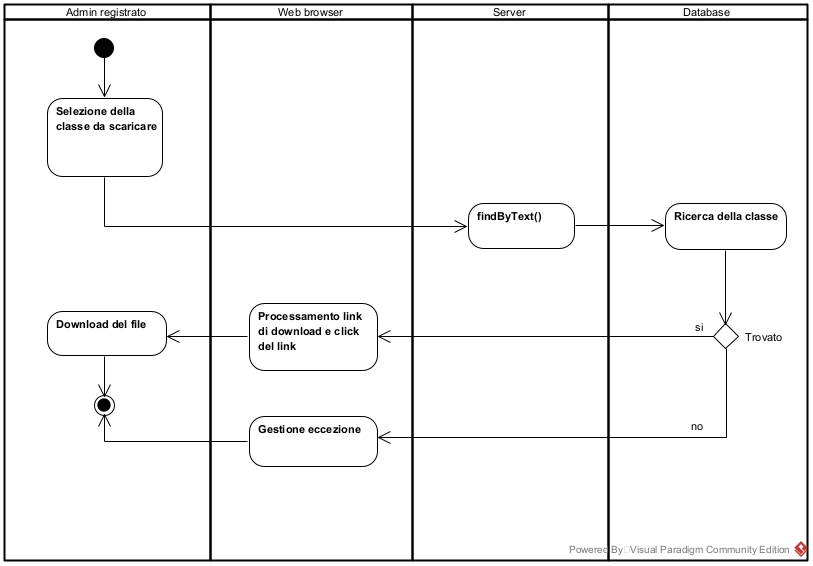 Admin registrato
Web browser
Server
Database
Selezione della
classe da scaricare
findByText()
Ricerca della classe
Download del file
Processamento link
di download e click
del link
si
Trovato
Gestione eccezione
no
Powered By Visual Paradigm Community Edition